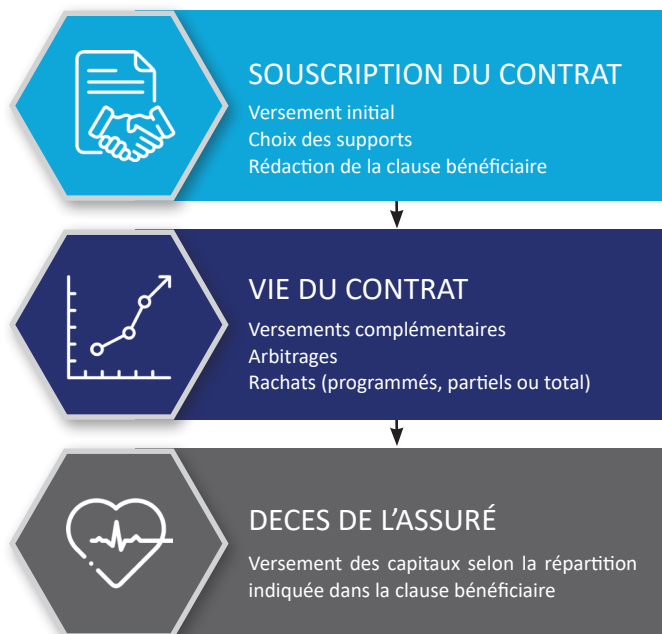 SOUSCRIPTION DU CONTRAT
Versement initial
Choix des supports
Rédaction de la clause bénéficiaire
VIE DU CONTRAT
Versements complémentaires
Arbitrages
Rachats (programmés, partiels ou total)
DECES DE L’ASSURÉ
Versement des capitaux selon la répartition
indiquée dans la clause bénéficiaire